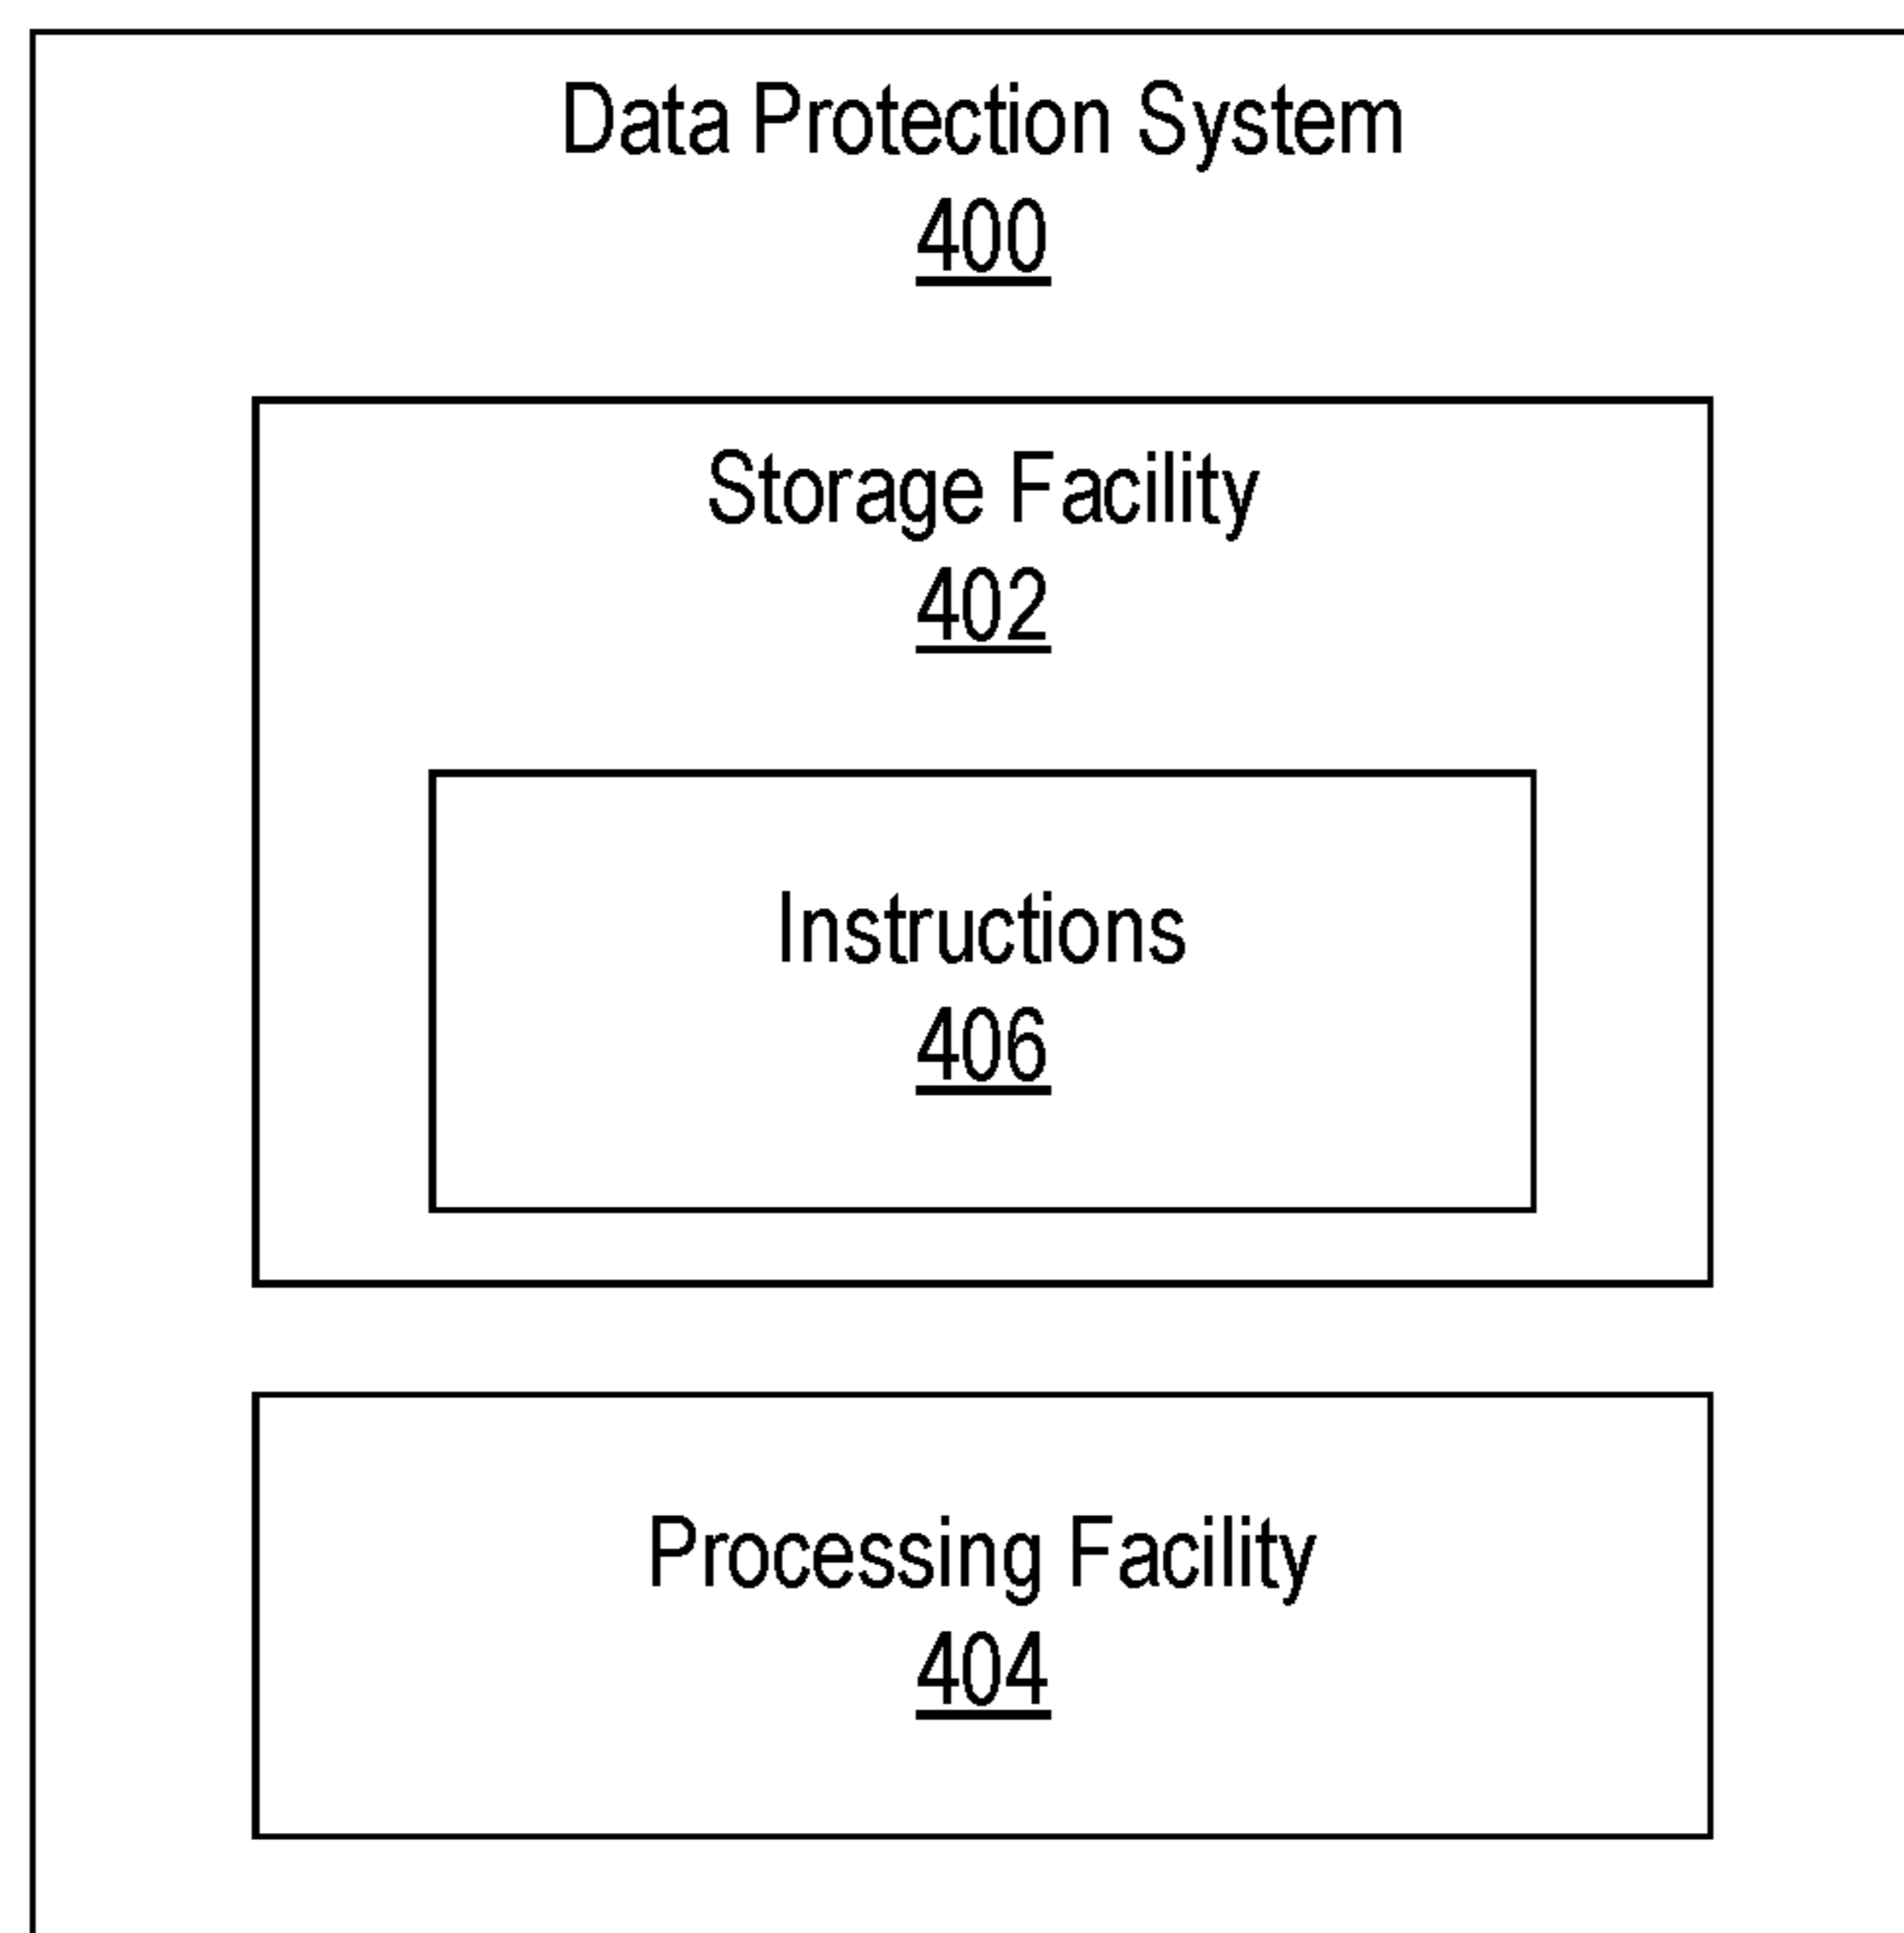 Data Protection System
400
Storage Facility
402
Instructions
406
Processing Facility
404